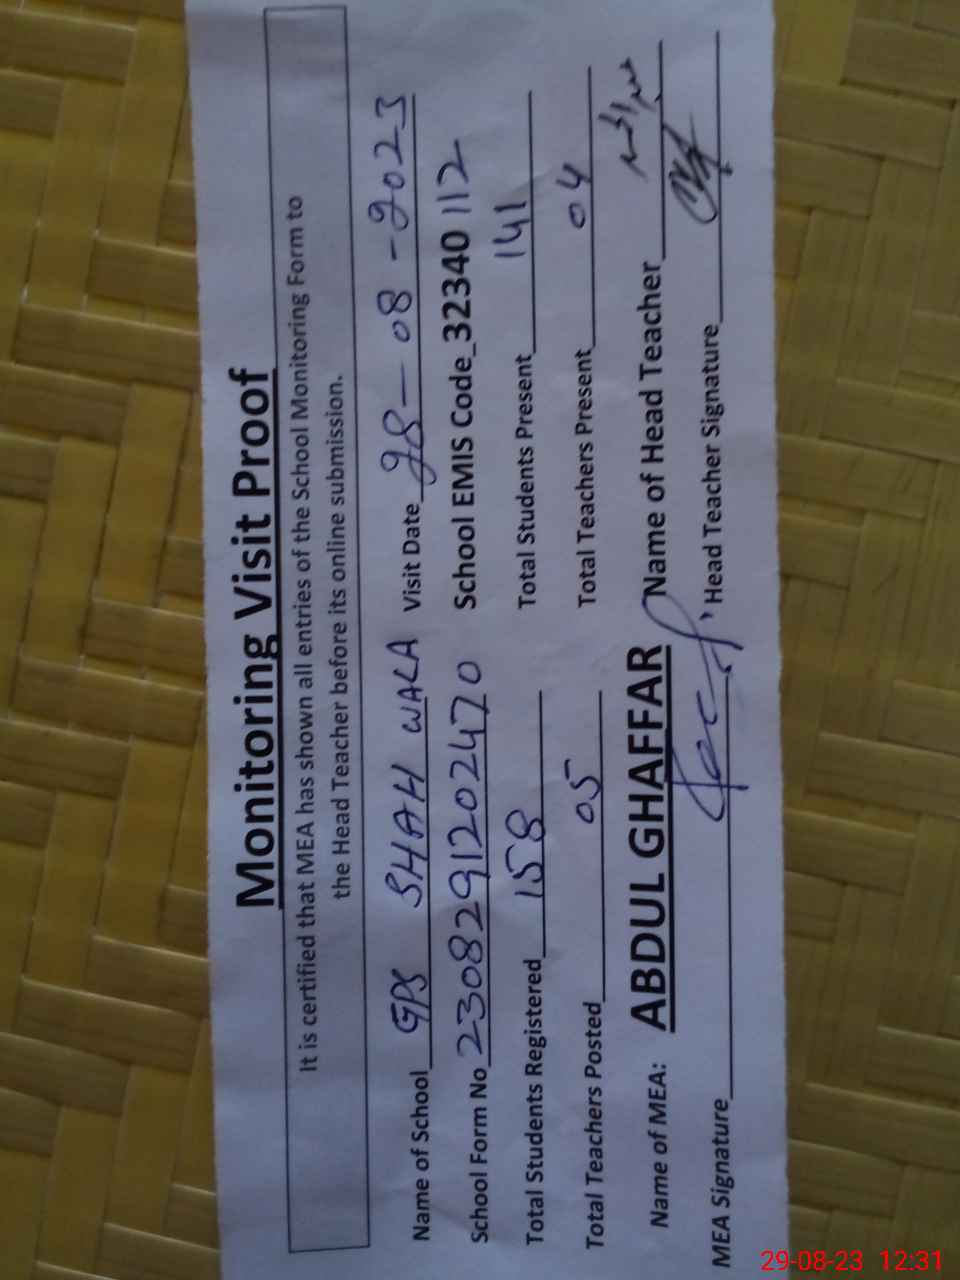 Monitoring Visit Proof
It is certified that MEA has shown all entries of the School Monitoring Form to
the Head Teacher before its online submission.
Name of School GPS SHAH WALA Visit Date 28-08-2023
School Form No 2308291202470 School EMIS Code_32340112
Total Students Registered 158 Total Students Present 141
Total Teachers Posted 05 Total Teachers Present 04
Name of MEA: ABDUL GHAFFAR Name of Head Teacher
MEA Signature Head Teacher Signature
29-08-23 12:31